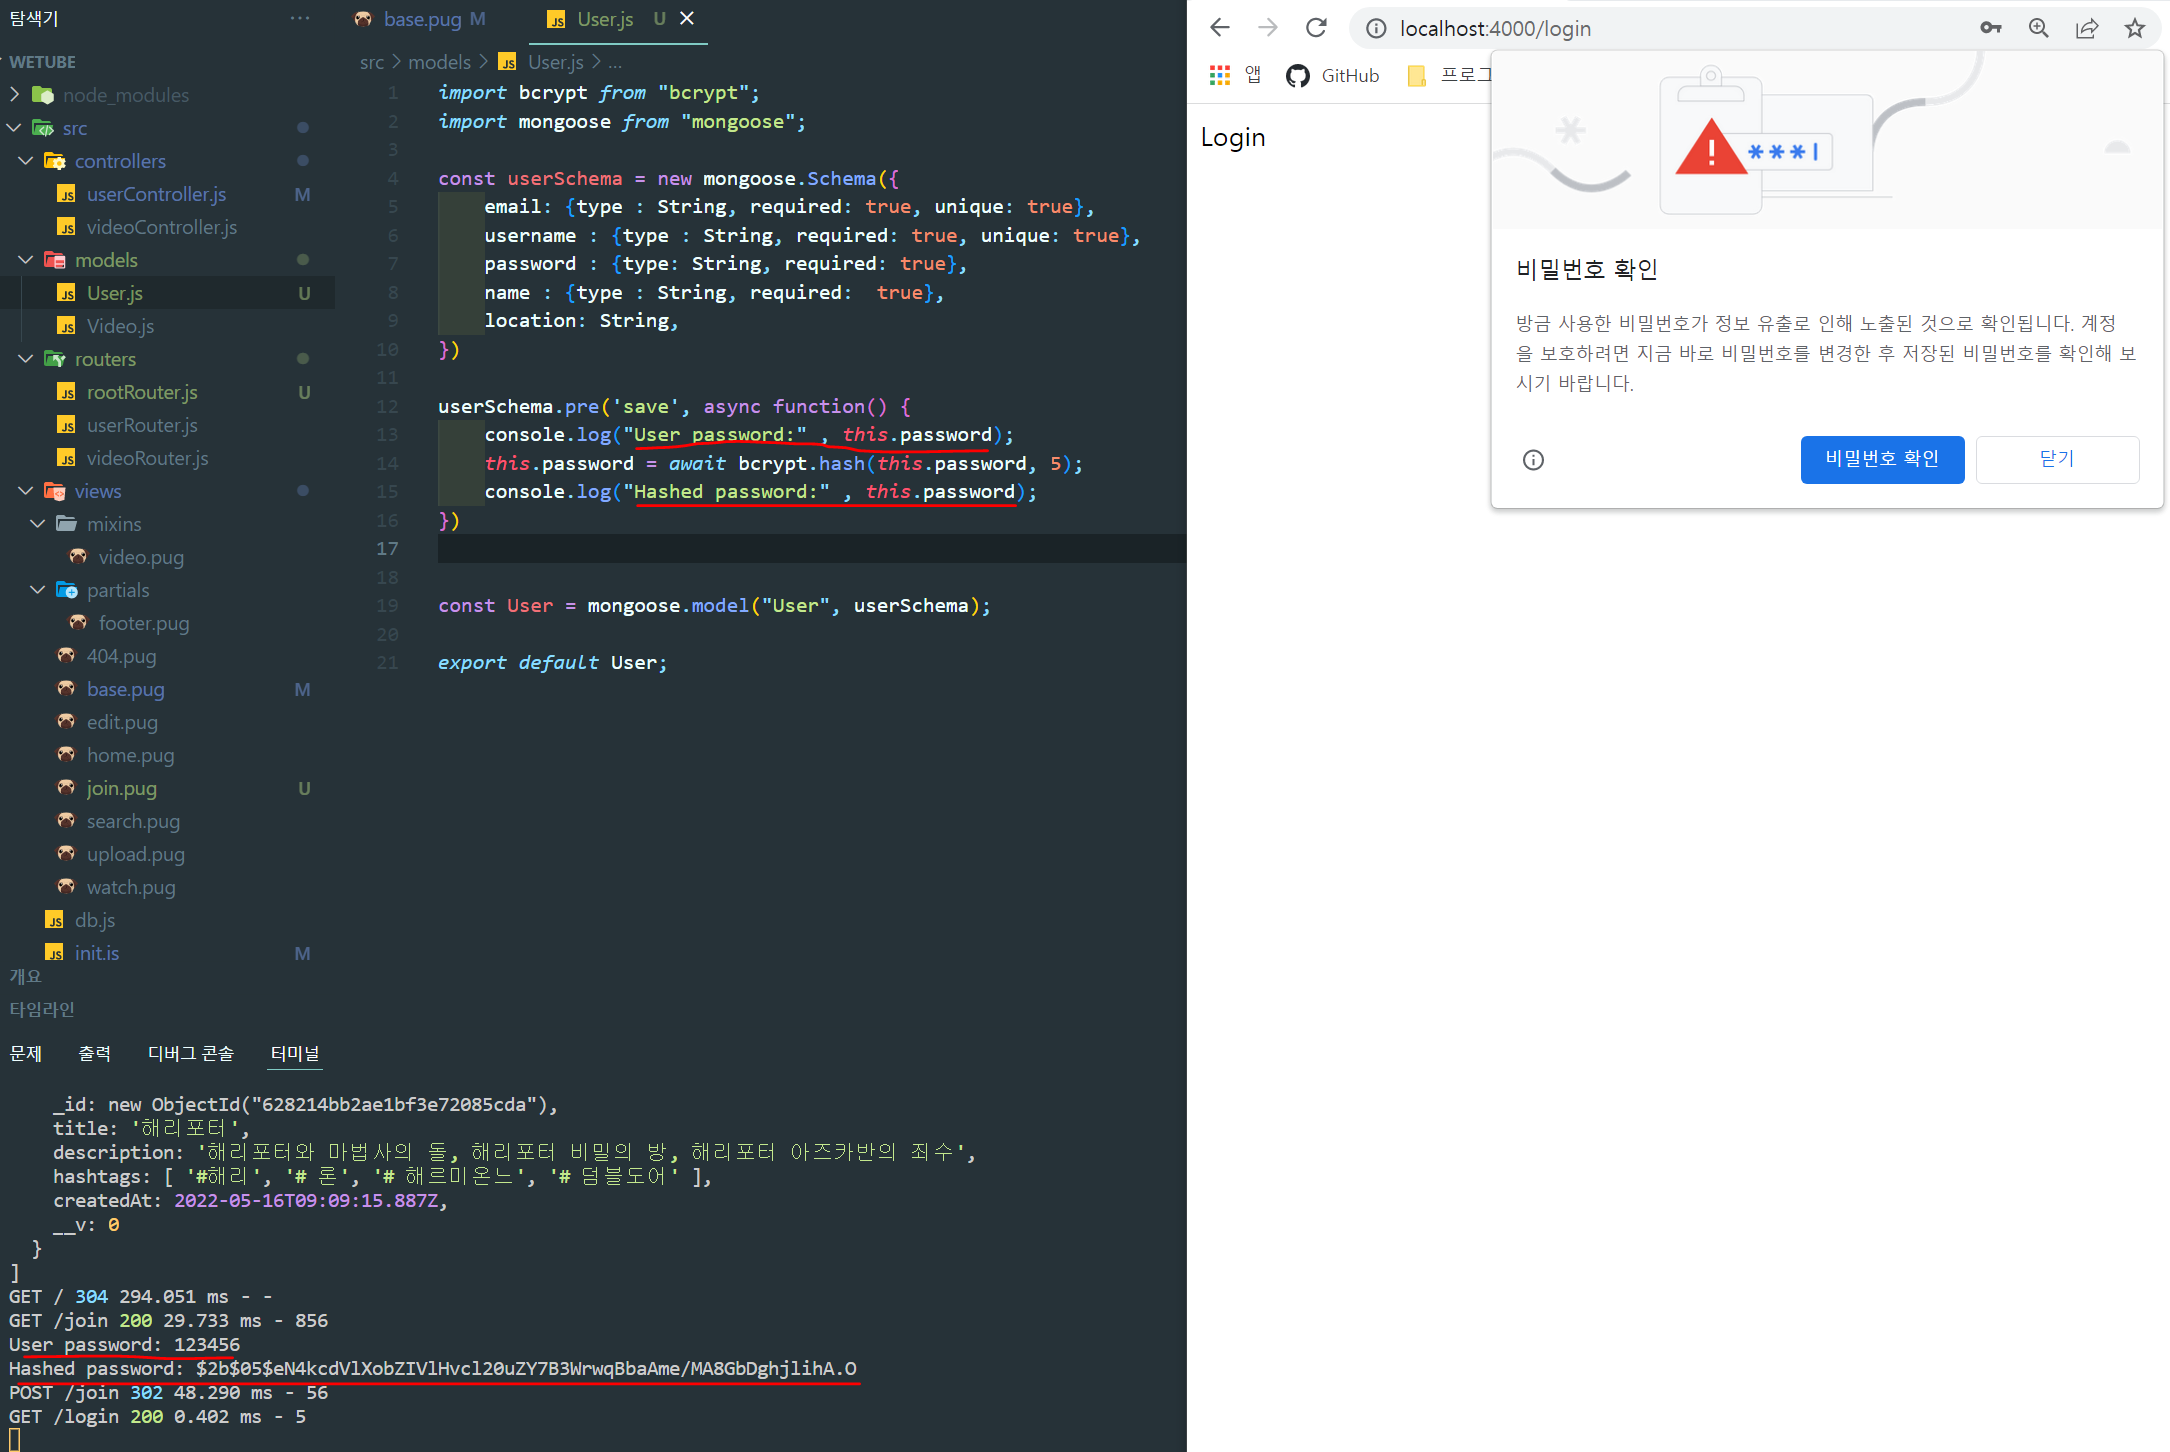 탐색기
WETUBE
node_modules
src
controllers
userController.js M
videoController.js
models
User.js U
Video.js
routers
rootRouter.js U
userRouter.js
videoRouter.js
views
mixins
video.pug
partials
footer.pug
404.pug
base.pug M
edit.pug
home.pug
join.pug U
search.pug
upload.pug
watch.pug
db.js
init.js M
개요
타임라인
base.pug M
User.js U
src > models > User.js > ...
1 import bcrypt from "bcrypt";
2 import mongoose from "mongoose";
3
4 const userSchema = new mongoose.Schema({
5 email: {type : String, required: true, unique: true},
6 username : {type : String, required: true, unique: true},
7 password : {type: String, required: true},
8 name : {type : String, required:  true},
9 location: String,
10 })
11
12 userSchema.pre('save', async function() {
13 console.log("User password:" , this.password);
14 this.password = await bcrypt.hash(this.password, 5);
15 console.log("Hashed password:" , this.password);
16 })
17
18
19 const User = mongoose.model("User", userSchema);
20
21 export default User;
문제 출력 디버그 콘솔 터미널
_id: new ObjectId("628214bb2ae1bf3e72085cda"),
title: '해리포터',
description: '해리포터와 마법사의 돌, 해리포터 비밀의 방, 해리포터 아즈카반의 죄수',
hashtags: [ '#해리', '# 론', '# 해르미온느', '# 덤블도어' ],
createdAt: 2022-05-16T09:09:15.887Z,
__v: 0
}
]
GET / 304 294.051 ms - -
GET /join 200 29.733 ms - 856
User password: 123456
Hashed password: $2b$05$eN4kcdVlXobZIVlHvcl20uZY7B3WrwqBbaAme/MA8GbDghjlihA.O
POST /join 302 48.290 ms - 56
GET /login 200 0.402 ms - 5
localhost:4000/login
앱 GitHub 프로그
Login
***|
비밀번호 확인
방금 사용한 비밀번호가 정보 유출로 인해 노출된 것으로 확인됩니다. 계정
을 보호하려면 지금 바로 비밀번호를 변경한 후 저장된 비밀번호를 확인해 보
시기 바랍니다.
비밀번호 확인 닫기